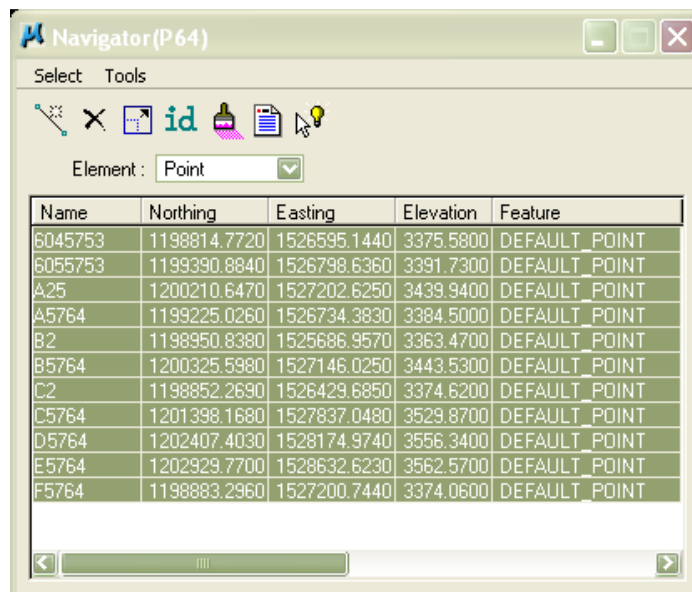 Navigator (P64)
Select Tools
id
Element : Point
Name Northing Easting Elevation Feature
6045753 1198814.7720 1526595.1440 3375.5800 DEFAULT_POINT
6055753 1199390.8840 1526798.6360 3391.7300 DEFAULT_POINT
A25 1200210.6470 1527202.6250 3439.9400 DEFAULT_POINT
A5764 1199225.0260 1526734.3830 3384.5000 DEFAULT_POINT
B2 1198950.8380 1525686.9570 3363.4700 DEFAULT_POINT
B5764 1200325.5980 1527146.0250 3443.5300 DEFAULT_POINT
C2 1198852.2690 1526429.6850 3374.6200 DEFAULT_POINT
C5764 1201398.1680 1527837.0480 3529.8700 DEFAULT_POINT
D5764 1202407.4030 1528174.9740 3556.3400 DEFAULT_POINT
E5764 1202929.7700 1528632.6230 3562.5700 DEFAULT_POINT
F5764 1198883.2960 1527200.7440 3374.0600 DEFAULT_POINT